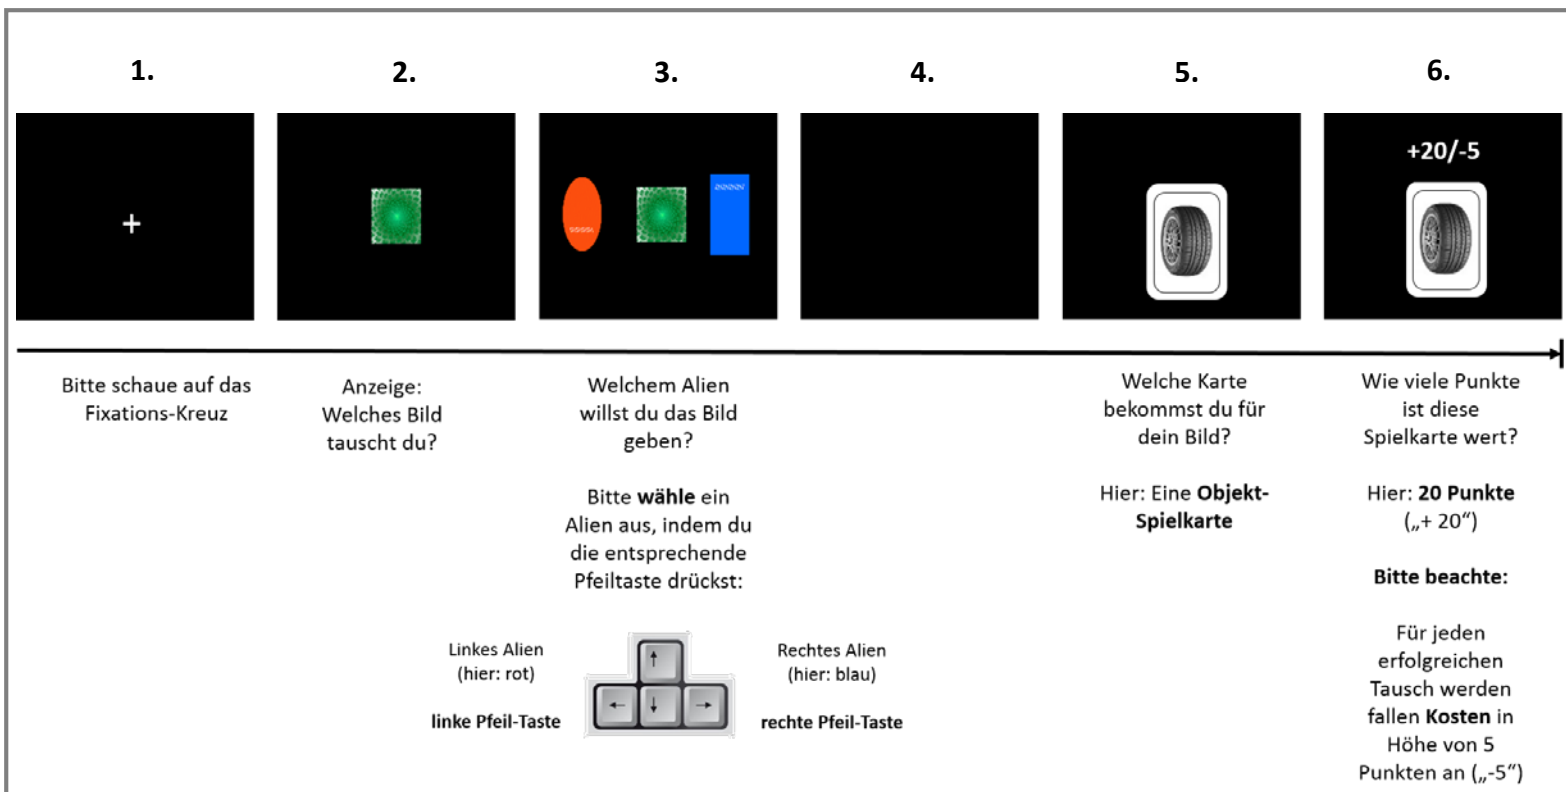 1.
2.
3.
4.
5.
6.
+20/-5
Bitte schaue auf das
Fixations-Kreuz
Anzeige:
Welches Bild
tauscht du?
Welchem Alien
willst du das Bild
geben?
Bitte wähle ein
Alien aus, indem du
die entsprechende
Pfeiltaste drückst:
Linkes Alien
(hier: rot)
linke Pfeil-Taste
Rechtes Alien
(hier: blau)
rechte Pfeil-Taste
Welche Karte
bekommst du für
dein Bild?
Hier: Eine Objekt-
Spielkarte
Wie viele Punkte
ist diese
Spielkarte wert?
Hier: 20 Punkte
(„+ 20“)
Bitte beachte:
Für jeden
erfolgreichen
Tausch werden
fallen Kosten in
Höhe von 5
Punkten an („-5“)